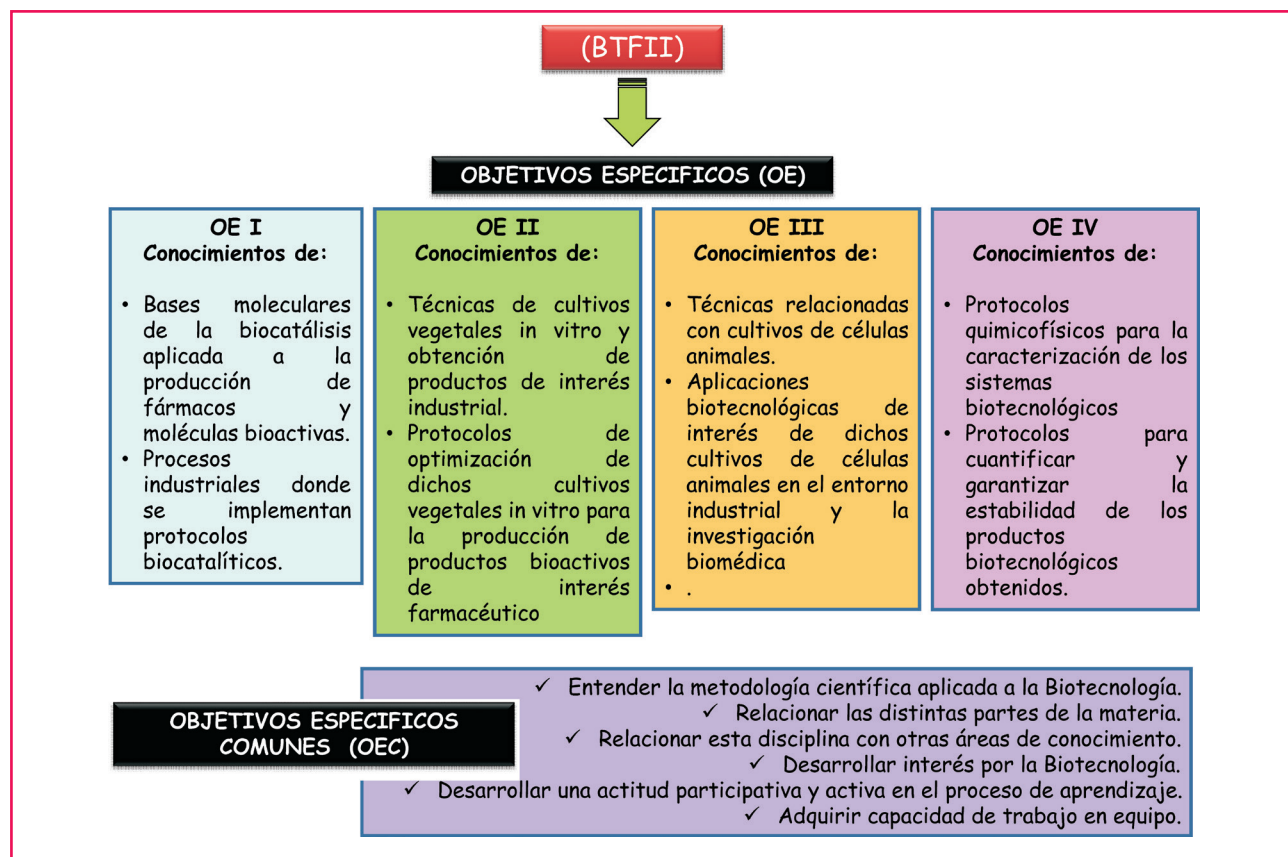 (BTFII)
OBJETIVOS ESPECIFICOS (OE)
OE I
Conocimientos de:
• Bases moleculares
de la biocatálisis
aplicada a la
producción de
fármacos y
moléculas bioactivas.
• Procesos
industriales donde
se implementan
protocolos
biocatalíticos.
OE II
Conocimientos de:
• Técnicas de cultivos
vegetales in vitro y
obtención de
productos de interés
industrial.
• Protocolos de
optimización de
dichos cultivos
vegetales in vitro para
la producción de
productos bioactivos
de interés
farmacéutico
OE III
Conocimientos de:
• Técnicas relacionadas
con cultivos de células
animales.
• Aplicaciones
biotecnológicas de
interés de dichos
cultivos de células
animales en el entorno
industrial y la
investigación
biomédica
• .
OE IV
Conocimientos de:
• Protocolos
quimicofísicos para la
caracterización de los
sistemas
biotecnológicos
• Protocolos para
cuantificar y
garantizar la
estabilidad de los
productos
biotecnológicos
obtenidos.
OBJETIVOS ESPECIFICOS
COMUNES (OEC)
✓ Entender la metodología científica aplicada a la Biotecnología.
✓ Relacionar las distintas partes de la materia.
✓ Relacionar esta disciplina con otras áreas de conocimiento.
✓ Desarrollar interés por la Biotecnología.
✓ Desarrollar una actitud participativa y activa en el proceso de aprendizaje.
✓ Adquirir capacidad de trabajo en equipo.